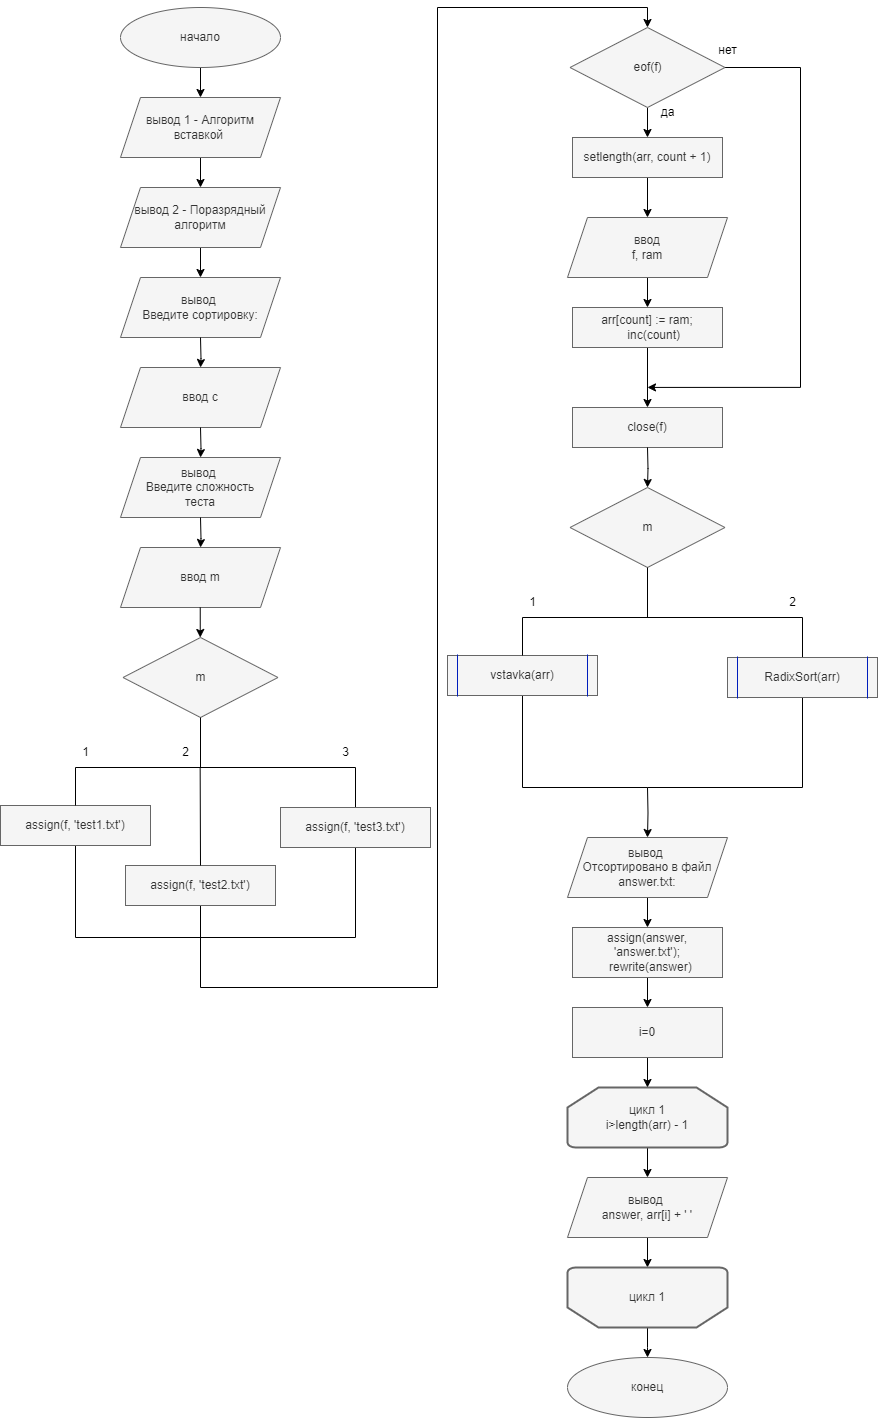 начало
вывод 1 - Алгоритм
вставкой
вывод 2 - Поразрядный
алгоритм
вывод
Введите сортировку:
ввод c
вывод
Введите сложность
теста
ввод m
m
1
2
3
assign(f, 'test1.txt')
assign(f, 'test2.txt')
assign(f, 'test3.txt')
eof(f)
нет
да
setlength(arr, count + 1)
ввод
f, ram
arr[count] := ram;
inc(count)
close(f)
m
1
2
vstavka(arr)
RadixSort(arr)
вывод
Отсортировано в файл
answer.txt:
assign(answer,
'answer.txt');
rewrite(answer)
i=0
цикл 1
i>length(arr) - 1
вывод
answer, arr[i] + ' '
цикл 1
конец